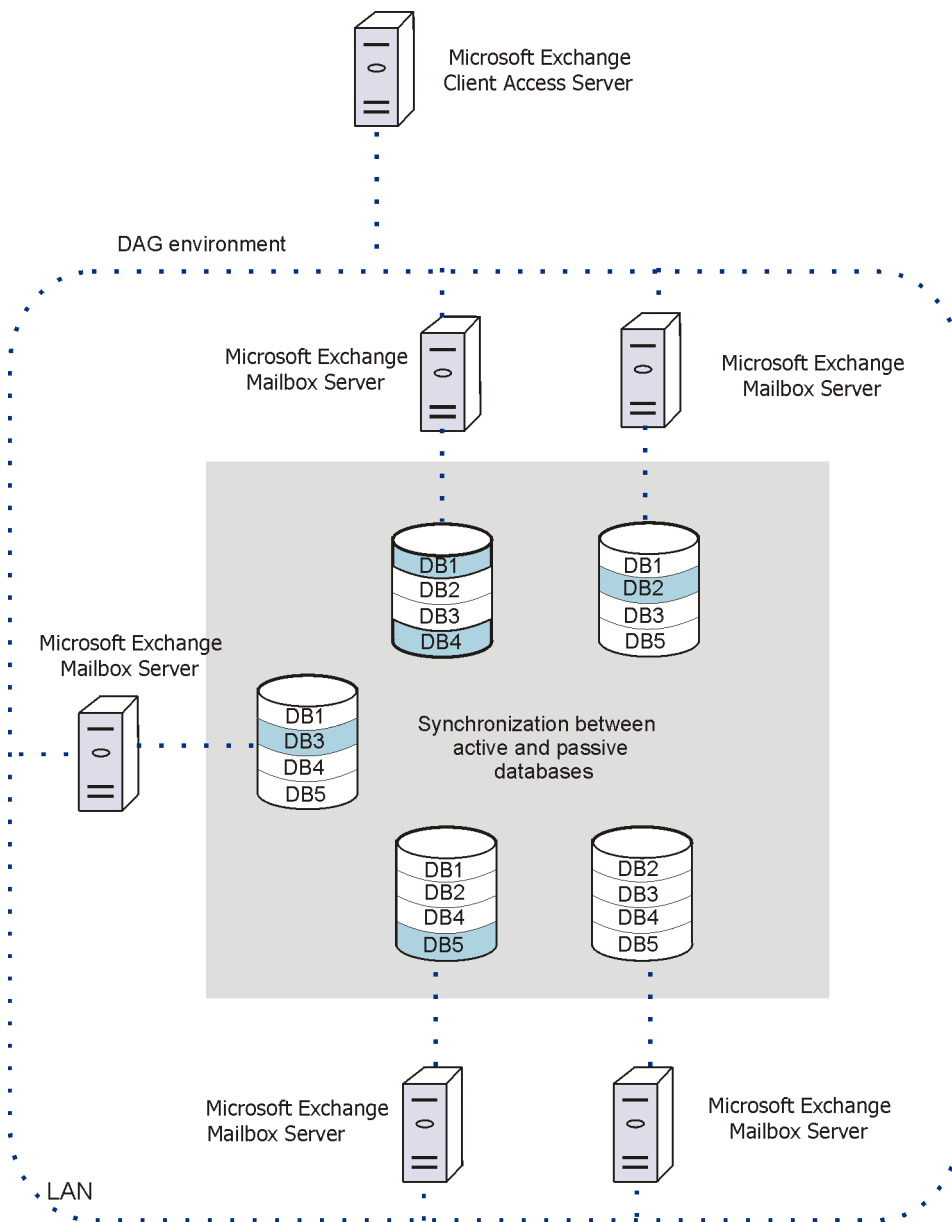 Microsoft Exchange
Client Access Server
DAG environment
Microsoft Exchange
Mailbox Server
Microsoft Exchange
Mailbox Server
DB1
DB2
DB3
DB4
DB1
DB2
DB3
DB5
Microsoft Exchange
Mailbox Server
DB1
DB3
DB4
DB5
Synchronization between
active and passive
databases
DB1
DB2
DB4
DB5
DB2
DB3
DB4
DB5
Microsoft Exchange
Mailbox Server
Microsoft Exchange
Mailbox Server
LAN